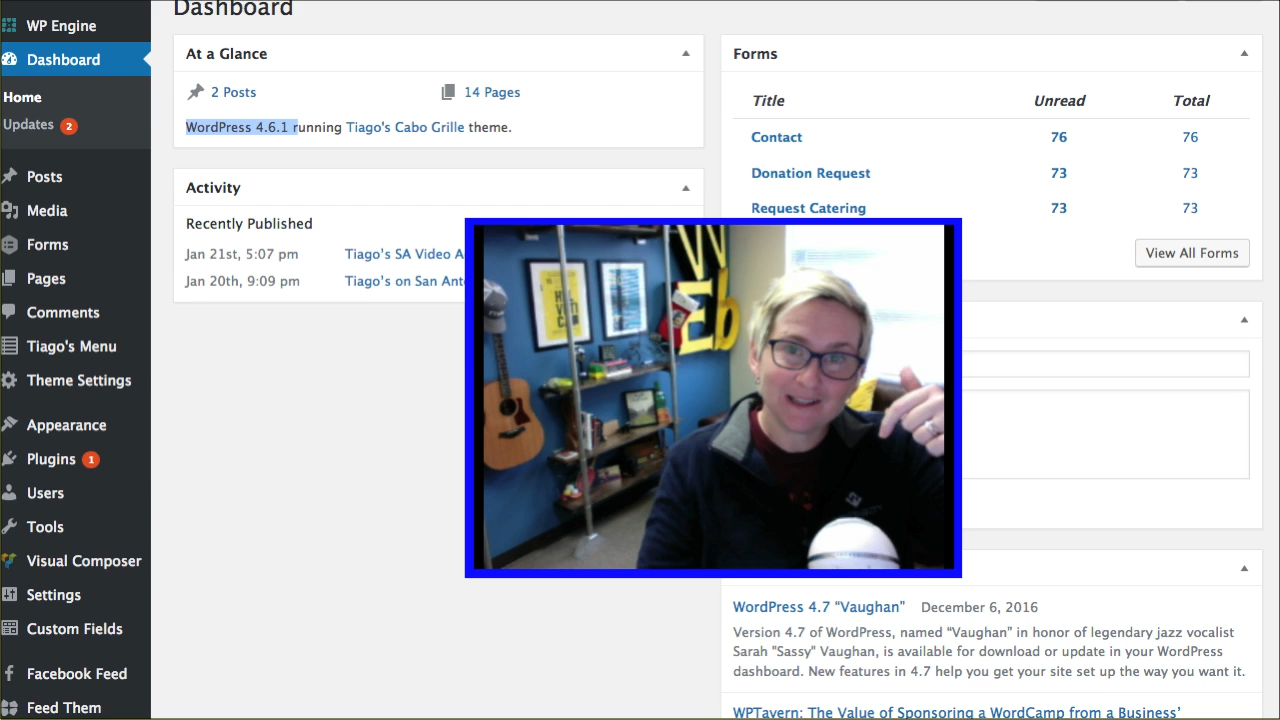 Dashboard
WP Engine
Dashboard
Home
Updates 2
Posts
Media
Forms
Pages
Comments
Tiago's Menu
Theme Settings
Appearance
Plugins 1
Users
Tools
Visual Composer
Settings
Custom Fields
Facebook Feed
Feed Them
At a Glance
2 Posts
14 Pages
WordPress 4.6.1 running Tiago's Cabo Grille theme.
Activity
Recently Published
Jan 21st, 5:07 pm Tiago's SA Video
Jan 20th, 9:09 pm Tiago's on San
Forms
Title Unread Total
Contact 76 76
Donation Request 73 73
Request Catering 73 73
View All Forms
WEb
WordPress 4.7 “Vaughan” December 6, 2016
Version 4.7 of WordPress, named “Vaughan” in honor of legendary jazz vocalist
Sarah "Sassy" Vaughan, is available for download or update in your WordPress
dashboard. New features in 4.7 help you get your site set up the way you want it.
WPTavern: The Value of Sponsoring a WordCamp from a Business’